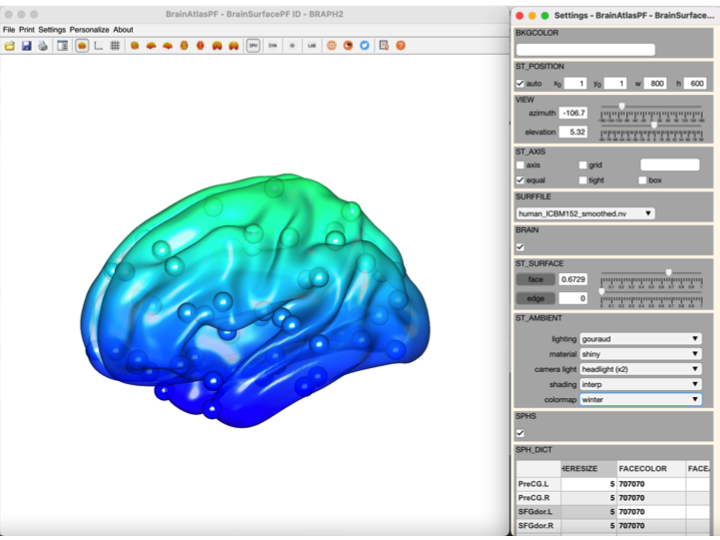 BrainAtlasPF - BrainSurfacePF ID - BRAPH2
File Print Settings Personalize About
SPH SYM ID LAB
Settings - BrainAtlasPF - BrainSurface...
BKGCOLOR
ST_POSITION
auto x0 1 y0 1 w 800 h 600
VIEW
azimuth -106.7
elevation 5.32
ST_AXIS
axis grid
equal tight box
SURFFILE
human_ICBM152_smoothed.nv
BRAIN
ST_SURFACE
face 0.6729
edge 0
ST_AMBIENT
lighting gouraud
material shiny
camera light headlight (x2)
shading interp
colormap winter
SPHS
SPH_DICT
HERESIZE FACECOLOR FACE
PreCG.L 5 707070
PreCG.R 5 707070
SFGdor.L 5 707070
SFGdor.R 5 707070